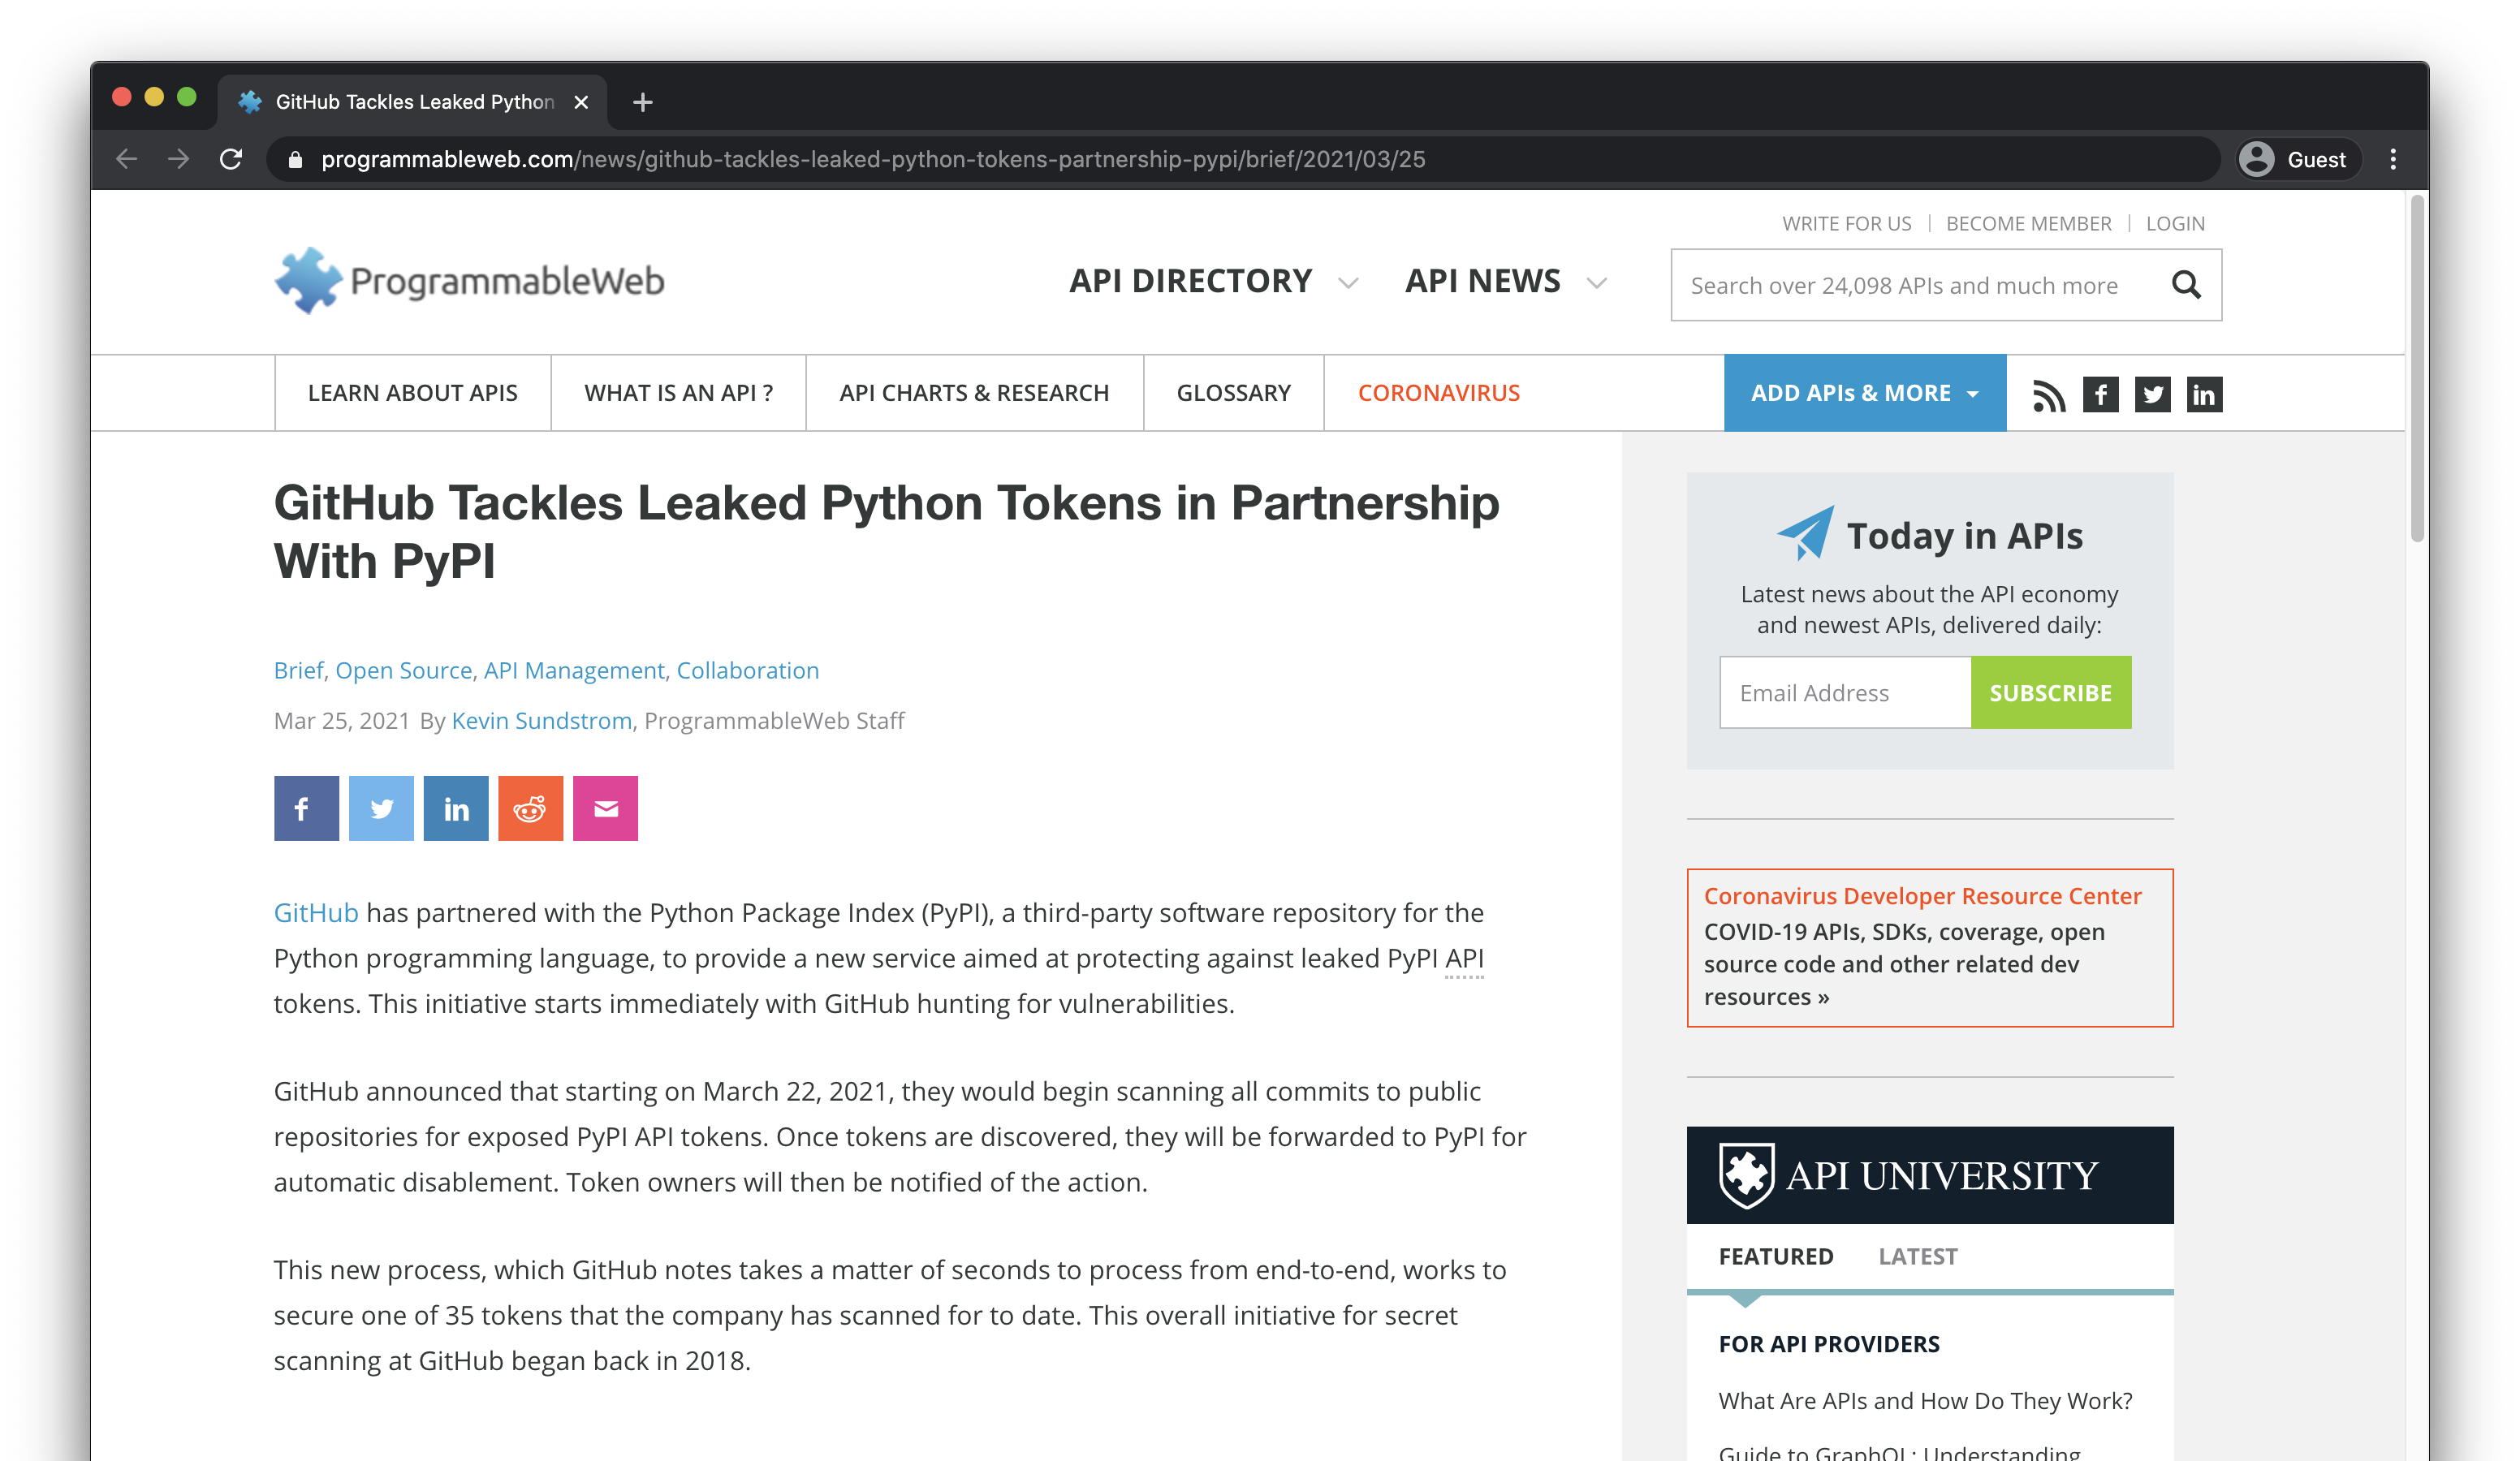 GitHub Tackles Leaked Python
programmableweb.com/news/github-tackles-leaked-python-tokens-partnership-pypi/brief/2021/03/25
Guest
WRITE FOR US | BECOME MEMBER | LOGIN
ProgrammableWeb
API DIRECTORY
API NEWS
Search over 24,098 APIs and much more
LEARN ABOUT APIS
WHAT IS AN API ?
API CHARTS & RESEARCH
GLOSSARY
CORONAVIRUS
ADD APIs & MORE
GitHub Tackles Leaked Python Tokens in Partnership
With PyPI
Brief, Open Source, API Management, Collaboration
Mar 25, 2021 By Kevin Sundstrom, ProgrammableWeb Staff
GitHub has partnered with the Python Package Index (PyPI), a third-party software repository for the
Python programming language, to provide a new service aimed at protecting against leaked PyPI API
tokens. This initiative starts immediately with GitHub hunting for vulnerabilities.
GitHub announced that starting on March 22, 2021, they would begin scanning all commits to public
repositories for exposed PyPI API tokens. Once tokens are discovered, they will be forwarded to PyPI for
automatic disablement. Token owners will then be notified of the action.
This new process, which GitHub notes takes a matter of seconds to process from end-to-end, works to
secure one of 35 tokens that the company has scanned for to date. This overall initiative for secret
scanning at GitHub began back in 2018.
Today in APIs
Latest news about the API economy
and newest APIs, delivered daily:
Email Address
SUBSCRIBE
Coronavirus Developer Resource Center
COVID-19 APIs, SDKs, coverage, open
source code and other related dev
resources »
API UNIVERSITY
FEATURED
LATEST
FOR API PROVIDERS
What Are APIs and How Do They Work?
Guide to GraphQL: Understanding